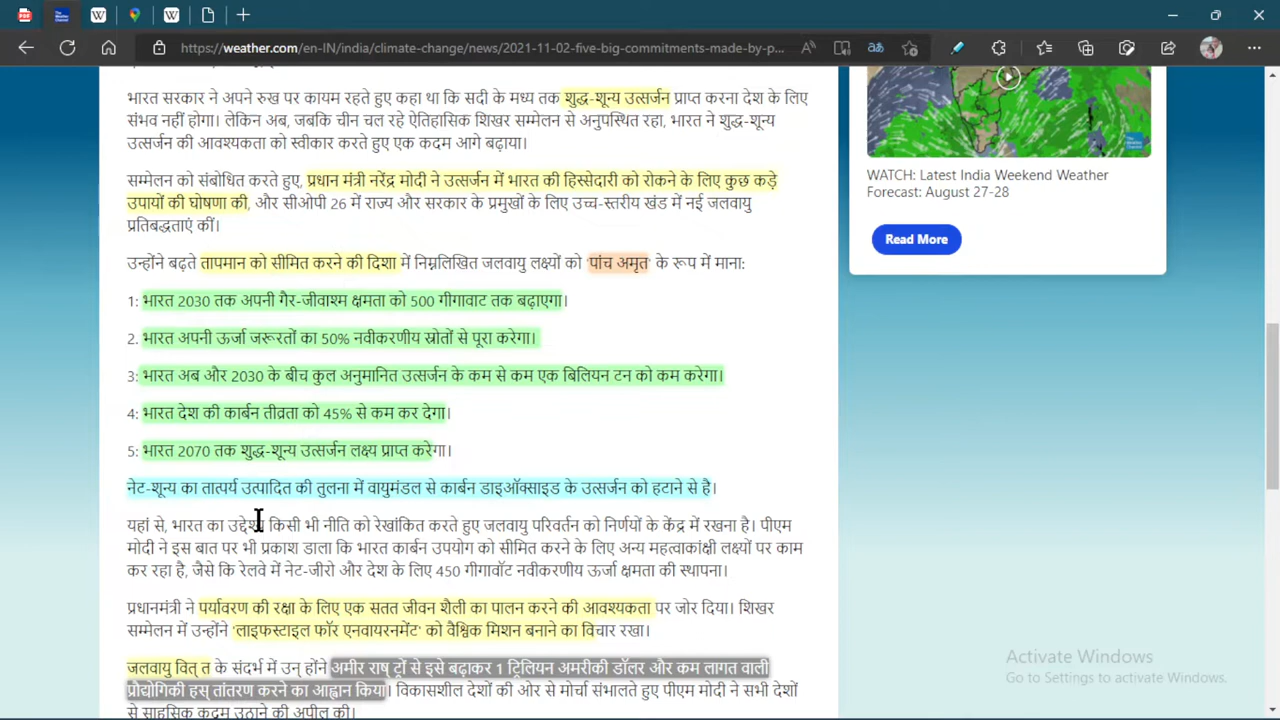 https://weather.com/en-IN/india/climate-change/news/2021-11-02-five-big-commitments-made-by-p...
भारत सरकार ने अपने रुख पर कायम रहते हुए कहा था कि सदी के मध्य तक शुद्ध-शून्य उत्सर्जन प्राप्त करना देश के लिए
संभव नहीं होगा। लेकिन अब, जबकि चीन चल रहे ऐतिहासिक शिखर सम्मेलन से अनुपस्थित रहा, भारत ने शुद्ध-शून्य
उत्सर्जन की आवश्यकता को स्वीकार करते हुए एक कदम आगे बढ़ाया।
सम्मेलन को संबोधित करते हुए, प्रधान मंत्री नरेंद्र मोदी ने उत्सर्जन में भारत की हिस्सेदारी को रोकने के लिए कुछ कड़े
उपायों की घोषणा की, और सीओपी 26 में राज्य और सरकार के प्रमुखों के लिए उच्च-स्तरीय खंड में नई जलवायु
प्रतिबद्धताएं कीं।
उन्होंने बढ़ते तापमान को सीमित करने की दिशा में निम्नलिखित जलवायु लक्ष्यों को 'पांच अमृत' के रूप में माना:
1: भारत 2030 तक अपनी गैर-जीवाश्म क्षमता को 500 गीगावाट तक बढ़ाएगा।
2: भारत अपनी ऊर्जा जरूरतों का 50% नवीकरणीय स्रोतों से पूरा करेगा।
3: भारत अब और 2030 के बीच कुल अनुमानित उत्सर्जन के कम से कम एक बिलियन टन को कम करेगा।
4: भारत देश की कार्बन तीव्रता को 45% से कम कर देगा।
5: भारत 2070 तक शुद्ध-शून्य उत्सर्जन लक्ष्य प्राप्त करेगा।
नेट-शून्य का तात्पर्य उत्पादित की तुलना में वायुमंडल से कार्बन डाइऑक्साइड के उत्सर्जन को हटाने से है।
यहां से, भारत का उद्देश्य किसी भी नीति को रेखांकित करते हुए जलवायु परिवर्तन को निर्णयों के केंद्र में रखना है। पीएम
मोदी ने इस बात पर भी प्रकाश डाला कि भारत कार्बन उपयोग को सीमित करने के लिए अन्य महत्वाकांक्षी लक्ष्यों पर काम
कर रहा है, जैसे कि रेलवे में नेट-जीरो और देश के लिए 450 गीगावॉट नवीकरणीय ऊर्जा क्षमता की स्थापना।
प्रधानमंत्री ने पर्यावरण की रक्षा के लिए एक सतत जीवन शैली का पालन करने की आवश्यकता पर जोर दिया। शिखर
सम्मेलन में उन्होंने 'लाइफस्टाइल फॉर एनवायरनमेंट' को वैश्विक मिशन बनाने का विचार रखा।
जलवायु वित् त के संदर्भ में उन् होंने अमीर राष् ट्रों से इसे बढ़ाकर 1 ट्रिलियन अमरीकी डॉलर और कम लागत वाली
प्रौद्योगिकी हस् तांतरण करने का आह्वान किया। विकासशील देशों की ओर से मोर्चा संभालते हुए पीएम मोदी ने सभी देशों
से साहसिक कदम उठाने की अपील की।
WATCH: Latest India Weekend Weather
Forecast: August 27-28
Read More
Activate Windows
Go to Settings to activate Windows.